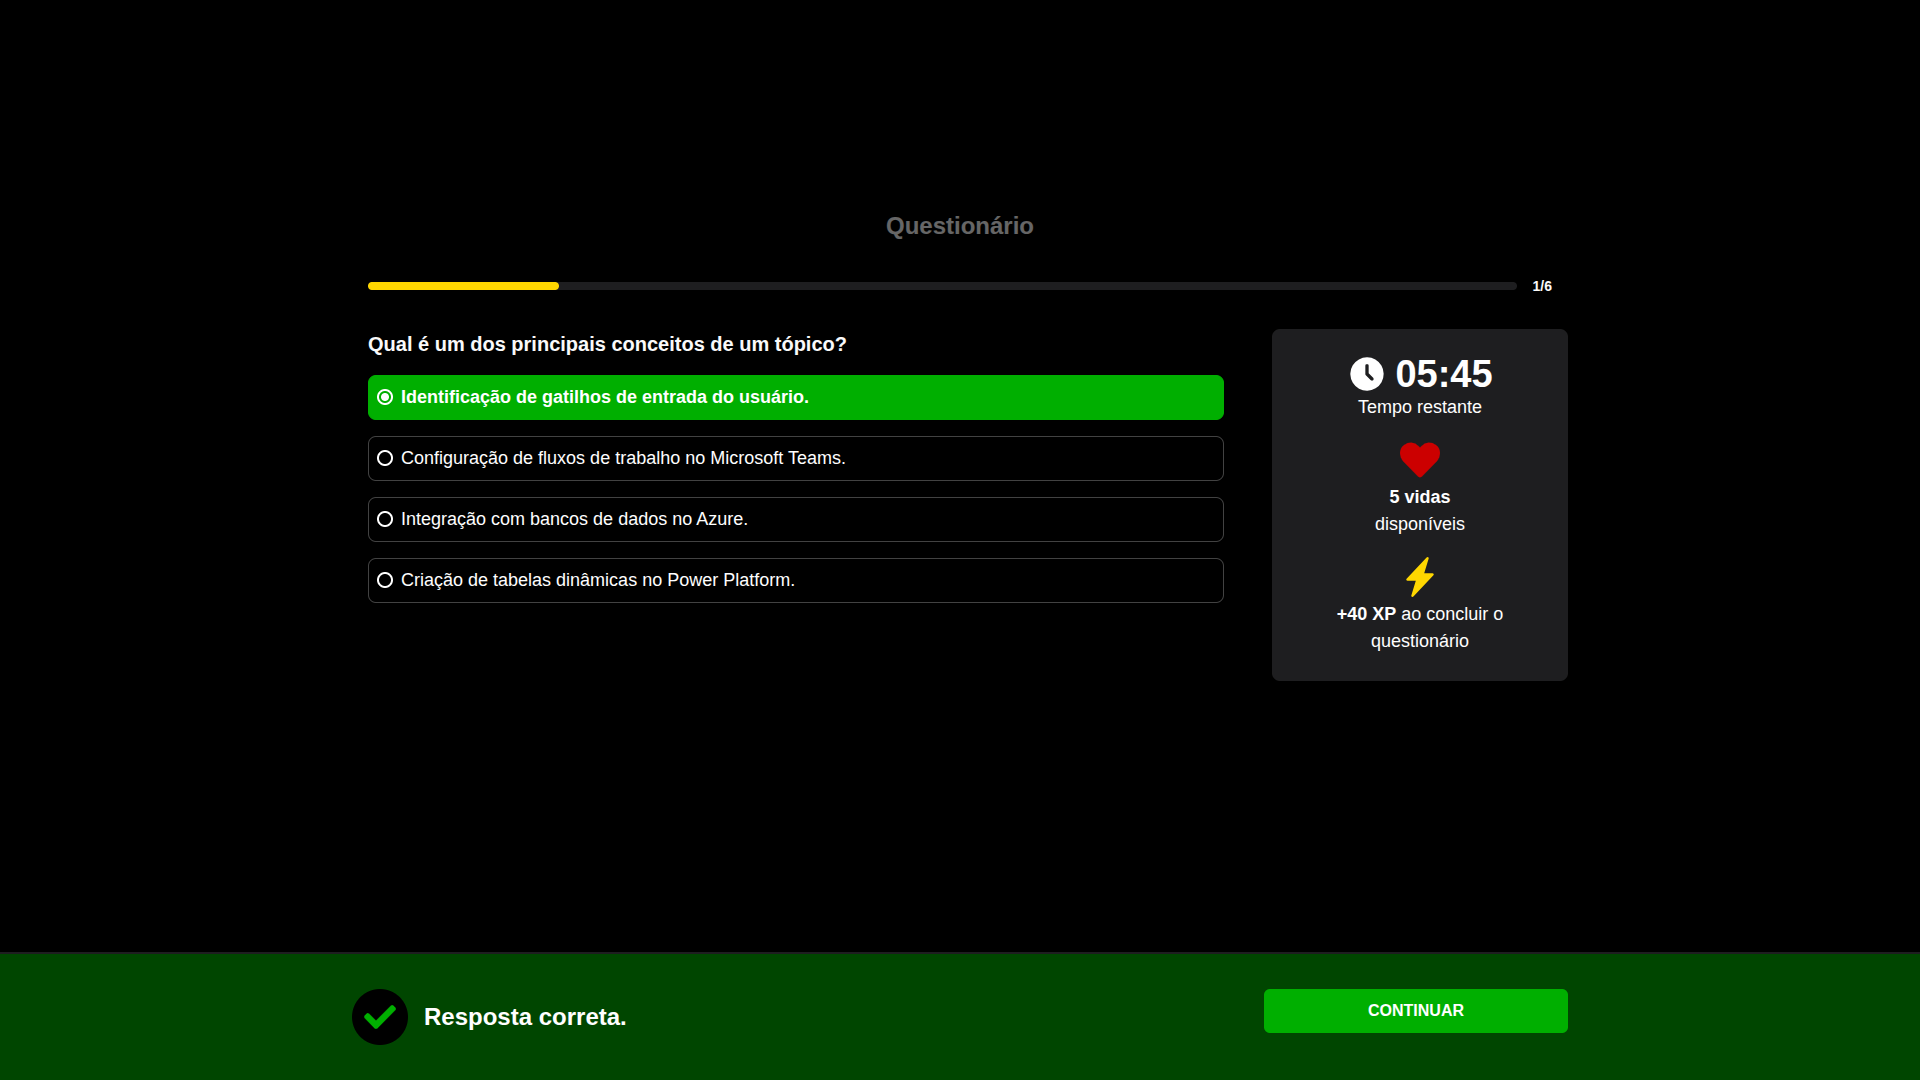 Questionário
1/6
Qual é um dos principais conceitos de um tópico?
Identificação de gatilhos de entrada do usuário.
Configuração de fluxos de trabalho no Microsoft Teams.
Integração com bancos de dados no Azure.
Criação de tabelas dinâmicas no Power Platform.
05:45
Tempo restante
5 vidas
disponíveis
+40 XP ao concluir o
questionário
Resposta correta.
CONTINUAR